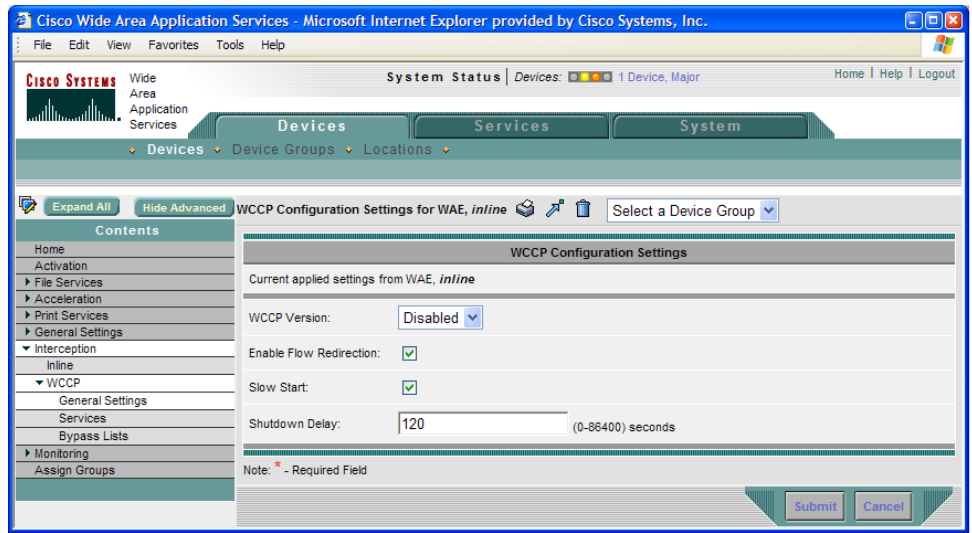 Cisco Wide Area Application Services - Microsoft Internet Explorer provided by Cisco Systems, Inc.
File Edit View Favorites Tools Help
CISCO SYSTEMS
Wide
Area
Application
Services
System Status | Devices: 1 Device, Major
Home | Help | Logout
Devices Services System
Devices Device Groups Locations
Expand All Hide Advanced
WCCP Configuration Settings for WAE, inline
Select a Device Group
Contents
Home
Activation
File Services
Acceleration
Print Services
General Settings
Interception
Inline
WCCP
General Settings
Services
Bypass Lists
Monitoring
Assign Groups
WCCP Configuration Settings
Current applied settings from WAE, inline
WCCP Version: Disabled
Enable Flow Redirection:
Slow Start:
Shutdown Delay: 120 (0-86400) seconds
Note: * - Required Field
Submit Cancel